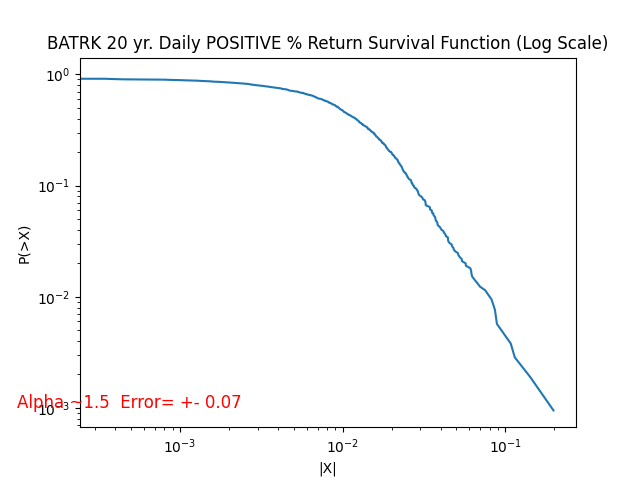 BATRK 20 yr. Daily POSITIVE % Return Survival Function (Log Scale)
10⁰
10⁻¹
10⁻²
10⁻³
P(>X)
Alpha ~1.5  Error= +- 0.07
10⁻³ 10⁻² 10⁻¹
|X|